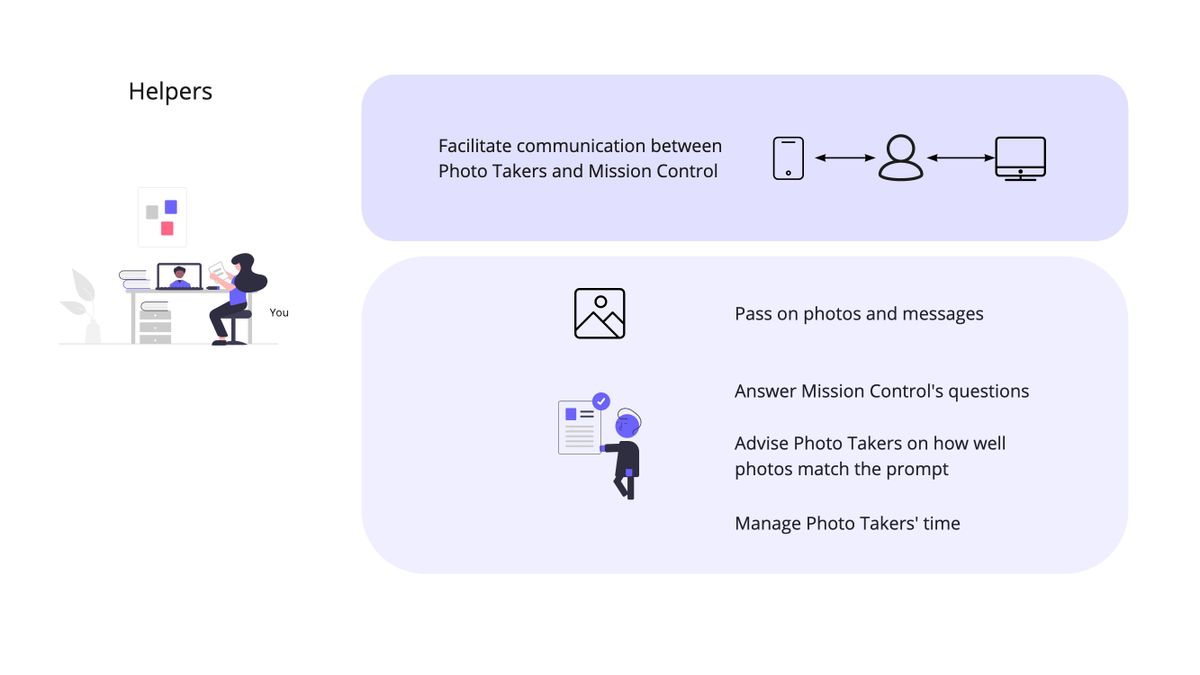 Helpers
Facilitate communication between
Photo Takers and Mission Control
You
Pass on photos and messages
Answer Mission Control's questions
Advise Photo Takers on how well
photos match the prompt
Manage Photo Takers' time